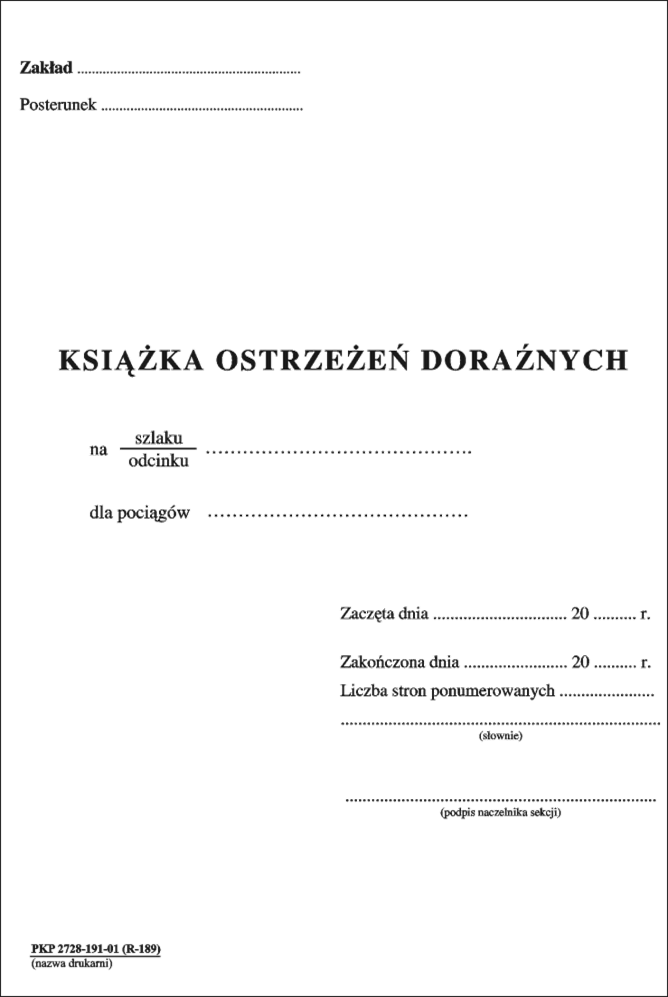 Zakład ..............................................................
Posterunek ........................................................
KSIĄŻKA OSTRZEŻEŃ DORAŹNYCH
na szlaku ...........................................
odcinku
dla pociągów ..........................................
Zaczęta dnia ............................... 20 .......... r.
Zakończona dnia ........................ 20 .......... r.
Liczba stron ponumerowanych ......................
..........................................................................
(słownie)
........................................................................
(podpis naczelnika sekcji)
PKP 2728-191-01 (R-189)
(nazwa drukarni)